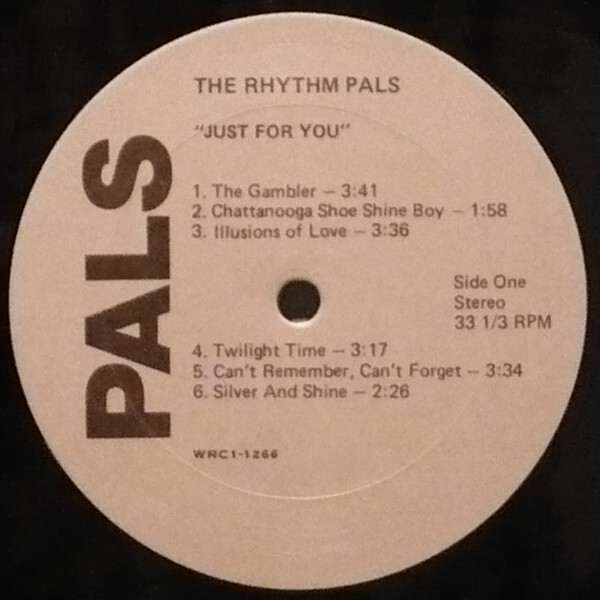 THE RHYTHM PALS
"JUST FOR YOU"
PALS
1. The Gambler – 3:41
2. Chattanooga Shoe Shine Boy – 1:58
3. Illusions of Love – 3:36
Side One
Stereo
33 1/3 RPM
4. Twilight Time – 3:17
5. Can't Remember, Can't Forget – 3:34
6. Silver And Shine – 2:26
WRC1-1266